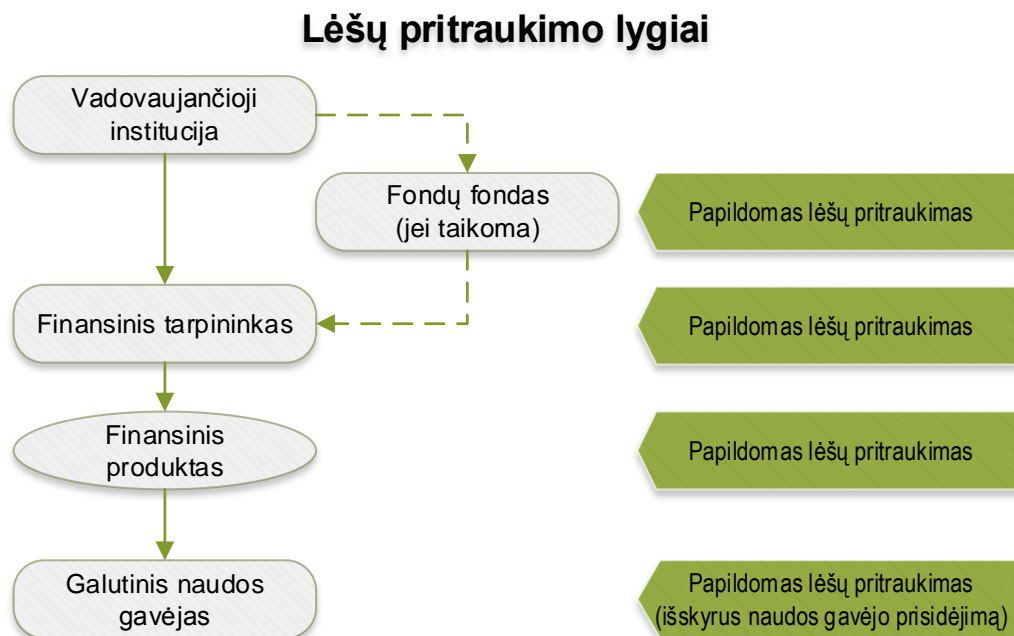 Lėšų pritraukimo lygiai
Vadovaujančioji
institucija
Fondų fondas
(jei taikoma)
Papildomas lėšų pritraukimas
Finansinis tarpininkas
Papildomas lėšų pritraukimas
Finansinis
produktas
Papildomas lėšų pritraukimas
Galutinis naudos
gavėjas
Papildomas lėšų pritraukimas
(išskyrus naudos gavėjo prisidėjimą)